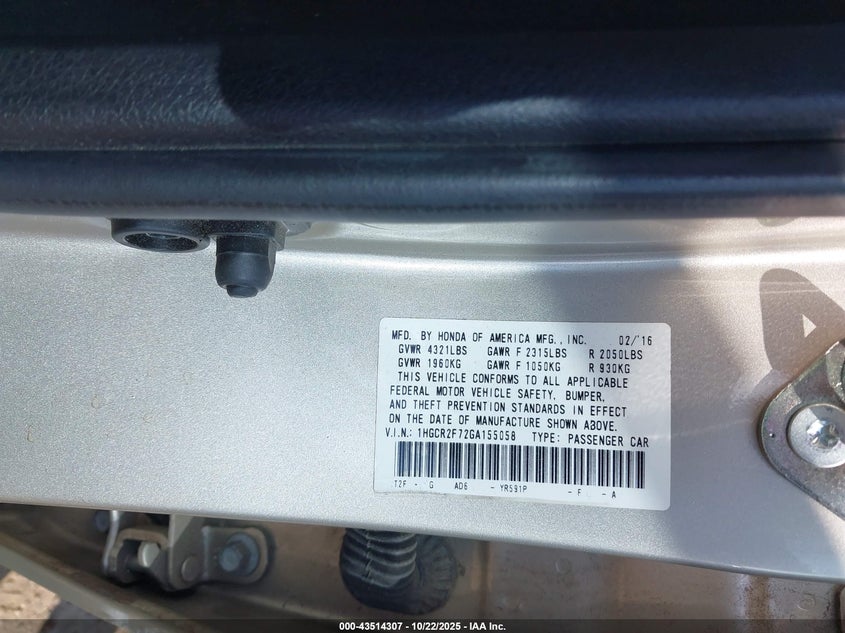 MFD. BY HONDA OF AMERICA MFG., INC. 02/'16
GVWR 4321LBS GAWR F 2315LBS R 2050LBS
GVWR 1960KG GAWR F 1050KG R 930KG
THIS VEHICLE CONFORMS TO ALL APPLICABLE
FEDERAL MOTOR VEHICLE SAFETY, BUMPER,
AND THEFT PREVENTION STANDARDS IN EFFECT
ON THE DATE OF MANUFACTURE SHOWN ABOVE.
V.I.N.: 1HGCR2F72GA155058 TYPE: PASSENGER CAR
T2F - G AD6 - YR591P - F - A
000-43514307 - 10/22/2025 - IAA Inc.